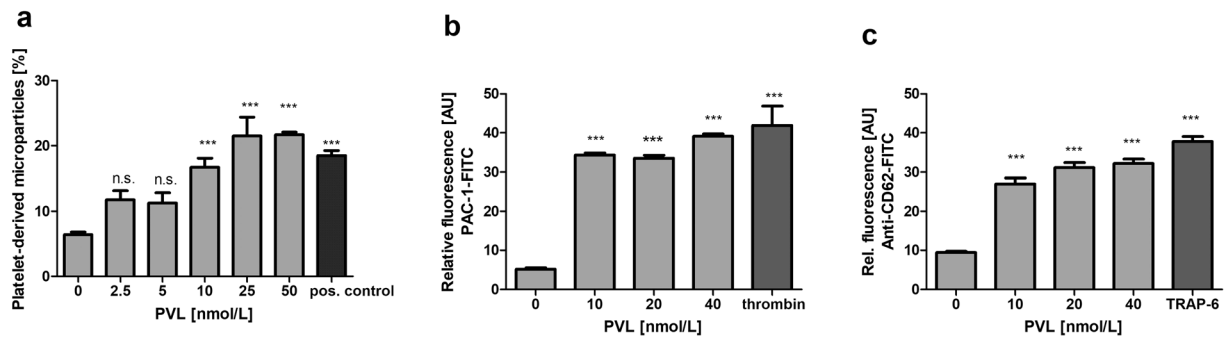 a
Platelet-derived microparticles [%]
30
20
10
0
n.s.
n.s.
***
***
***
***
0 2.5 5 10 25 50 pos. control
PVL [nmol/L]
b
Relative fluorescence [AU]
PAC-1-FITC
50
40
30
20
10
0
***
***
***
***
0 10 20 40 thrombin
PVL [nmol/L]
c
Rel. fluorescence [AU]
Anti-CD62-FITC
50
40
30
20
10
0
***
***
***
***
0 10 20 40 TRAP-6
PVL [nmol/L]